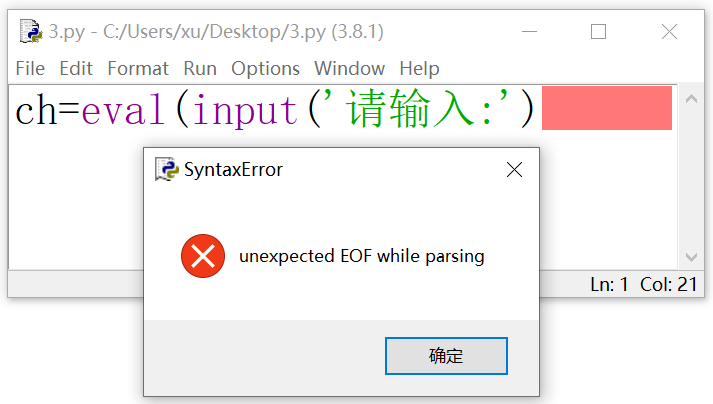 3.py - C:/Users/xu/Desktop/3.py (3.8.1)
File Edit Format Run Options Window Help
ch=eval(input('请输入:')
SyntaxError
unexpected EOF while parsing
确定
Ln: 1 Col: 21